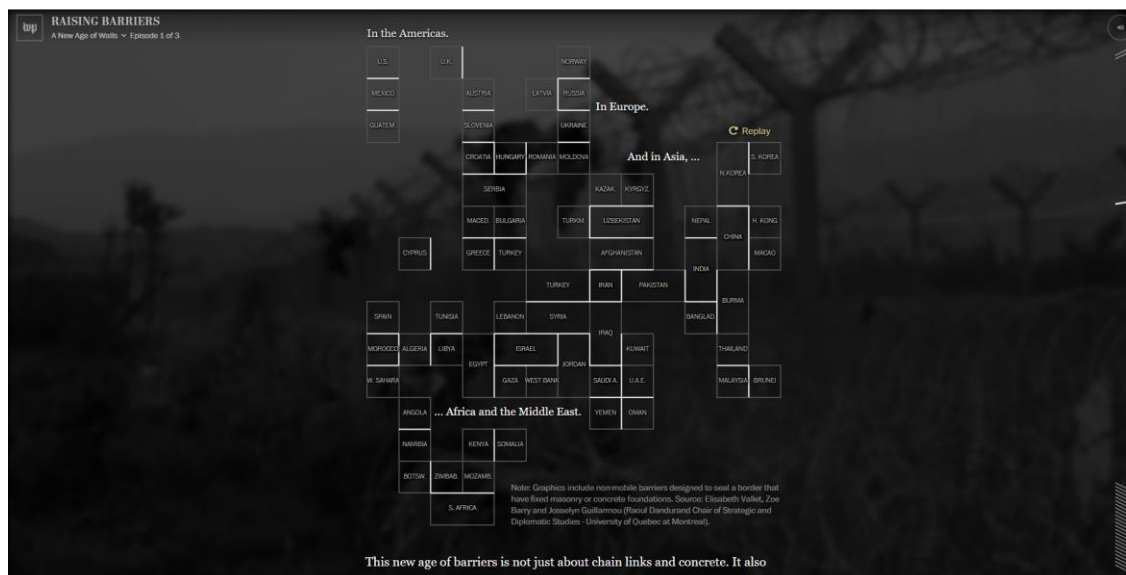 wp
RAISING BARRIERS
A New Age of Walls Episode 1 of 3
In the Americas.
U.S. U.K. NORWAY
MEXICO AUSTRIA LATVIA RUSSIA
In Europe.
GUATEM. SLOVENIA UKRAINE
Replay
CROATIA HUNGARY ROMANIA MOLDOVA
And in Asia, ...
S. KOREA
N.KOREA
SERBIA KAZAK. KYRGYZ.
MACED. BULGARIA TURKM. UZBEKISTAN NEPAL H. KONG
CHINA
CYPRUS GREECE TURKEY AFGHANISTAN MACAO
INDIA
TURKEY IRAN PAKISTAN
BURMA
SPAIN TUNISIA LEBANON SYRIA BANGLAD.
IRAQ
MOROCCO ALGERIA LIBYA ISRAEL KUWAIT THAILAND
EGYPT JORDAN
W. SAHARA GAZA WEST BANK SAUDI A. U.A.E. MALAYSIA BRUNEI
ANGOLA ... Africa and the Middle East. YEMEN OMAN
NAMIBIA KENYA SOMALIA
BOTSW. ZIMBAB. MOZAMB.
S. AFRICA
Note: Graphics include non-mobile barriers designed to seal a border that
have fixed masonry or concrete foundations. Source: Elisabeth Vallet, Zoe
Barry and Josselyn Guillarmou (Raoul Dandurand Chair of Strategic and
Diplomatic Studies - University of Quebec at Montreal).
This new age of barriers is not just about chain links and concrete. It also